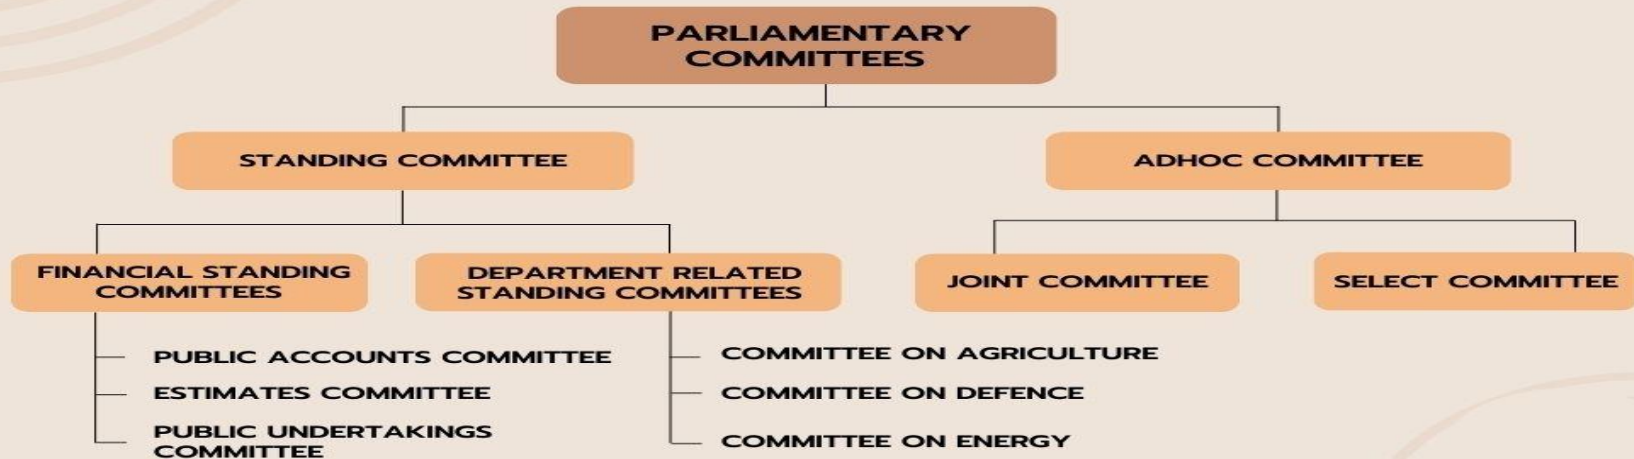 PARLIAMENTARY
COMMITTEES
STANDING COMMITTEE
ADHOC COMMITTEE
FINANCIAL STANDING
COMMITTEES
DEPARTMENT RELATED
STANDING COMMITTEES
JOINT COMMITTEE
SELECT COMMITTEE
PUBLIC ACCOUNTS COMMITTEE
ESTIMATES COMMITTEE
PUBLIC UNDERTAKINGS
COMMITTEE
COMMITTEE ON AGRICULTURE
COMMITTEE ON DEFENCE
COMMITTEE ON ENERGY